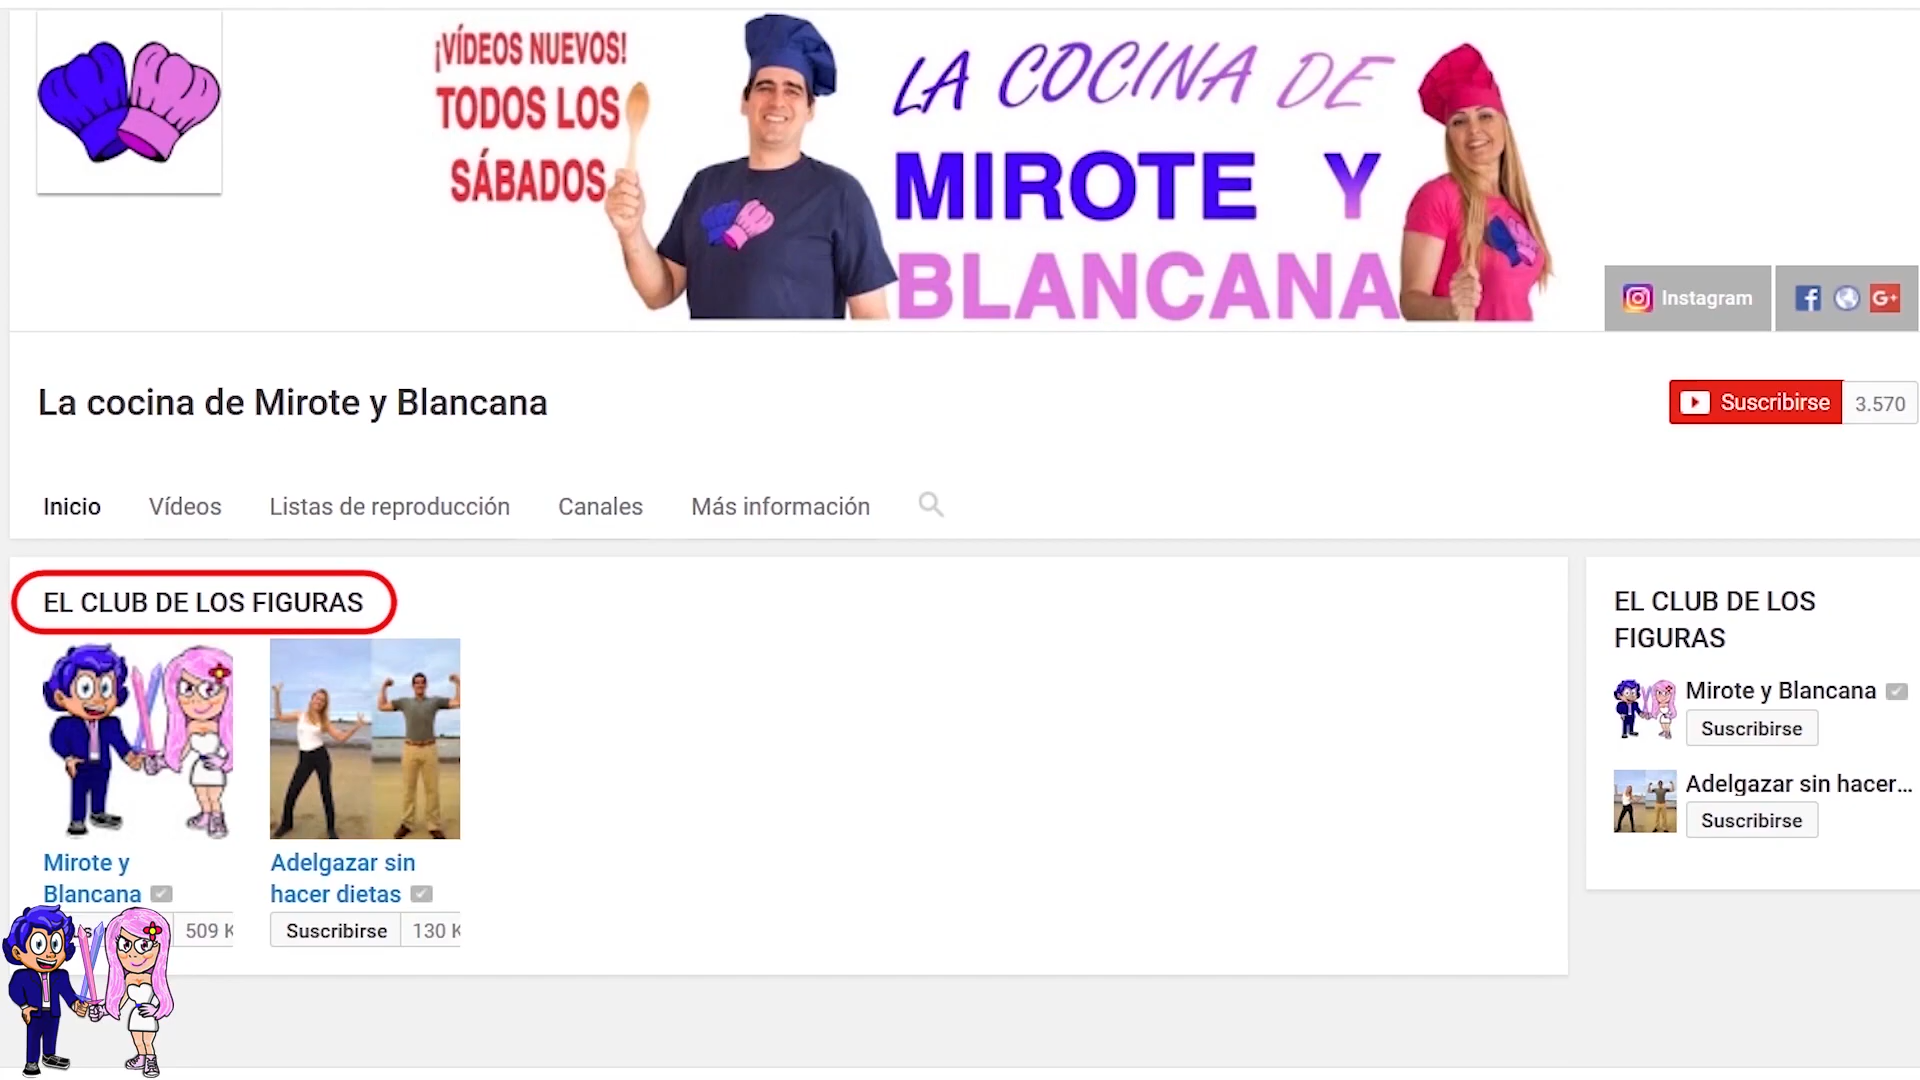 ¡VÍDEOS NUEVOS!
TODOS LOS
SÁBADOS
LA COCINA DE
MIROTE Y
BLANCANA
Instagram
G+
La cocina de Mirote y Blancana
Suscribirse 3.570
Inicio Vídeos Listas de reproducción Canales Más información
EL CLUB DE LOS FIGURAS
Mirote y
Blancana
509 K
Adelgazar sin
hacer dietas
Suscribirse 130 K
EL CLUB DE LOS
FIGURAS
Mirote y Blancana
Suscribirse
Adelgazar sin hacer...
Suscribirse